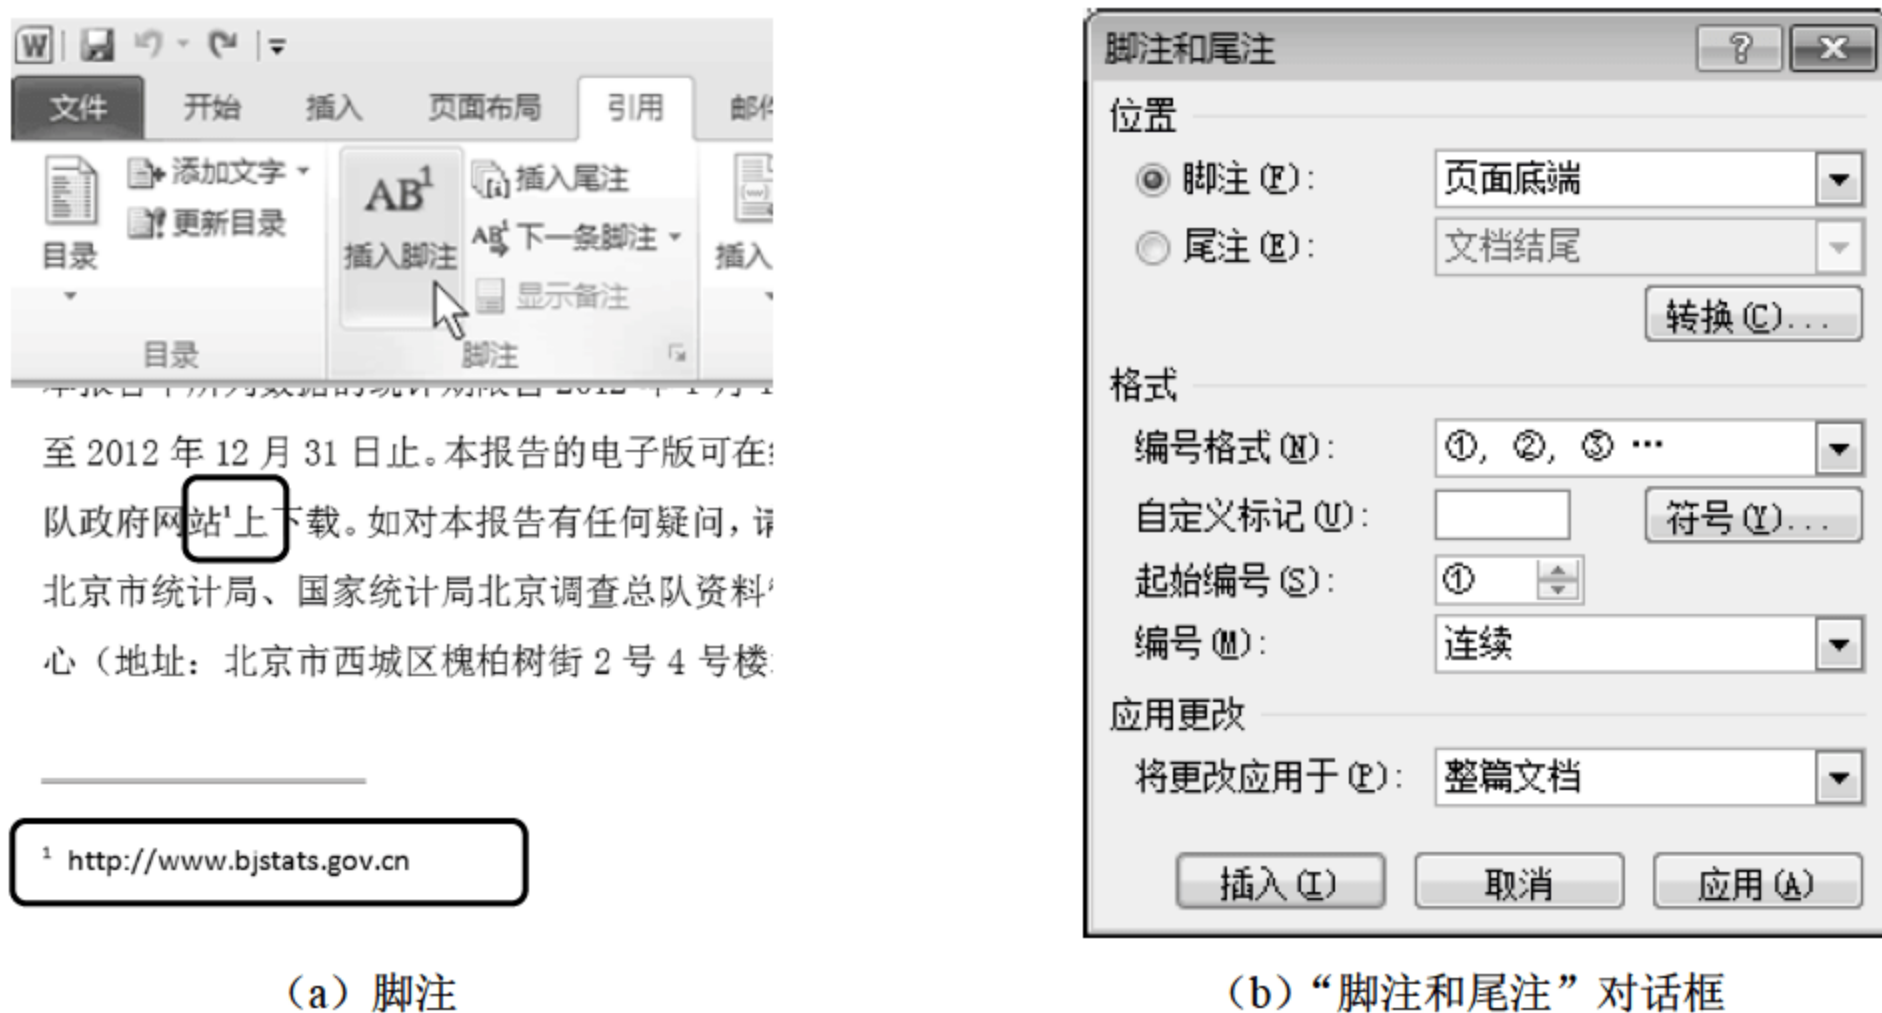 W
文件 开始 插入 页面布局 引用 邮件
目录
添加文字
更新目录
目录
AB¹
插入脚注
插入尾注
AB¹ 下一条脚注
显示备注
脚注
插入
至 2012 年 12 月 31 日止。本报告的电子版可在
队政府网站¹上下载。如对本报告有任何疑问，请
北京市统计局、国家统计局北京调查总队资料
心（地址：北京市西城区槐柏树街 2 号 4 号楼
¹ http://www.bjstats.gov.cn
（a）脚注
脚注和尾注
位置
脚注(F)： 页面底端
尾注(E)： 文档结尾
转换(C)...
格式
编号格式(N)： ①, ②, ③ …
自定义标记(U)： 符号(Y)...
起始编号(S)： ①
编号(M)： 连续
应用更改
将更改应用于(P)： 整篇文档
插入(I) 取消 应用(A)
（b）“脚注和尾注”对话框